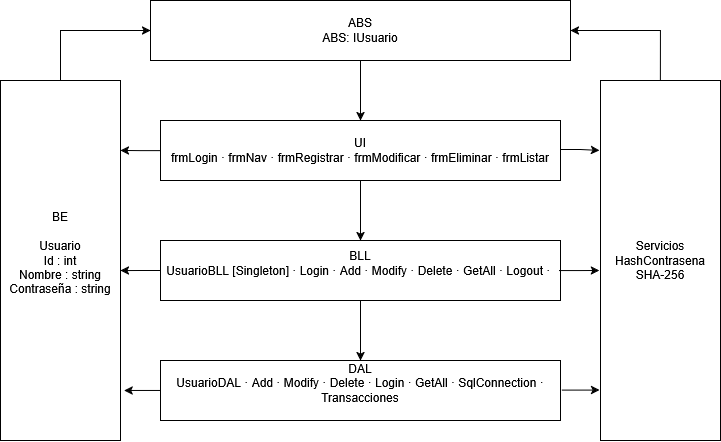 ABS
ABS: IUsuario
UI
frmLogin · frmNav · frmRegistrar · frmModificar · frmEliminar · frmListar
BE
Usuario
Id : int
Nombre : string
Contraseña : string
BLL
UsuarioBLL [Singleton] · Login · Add · Modify · Delete · GetAll · Logout ·
Servicios
HashContrasena
SHA-256
DAL
UsuarioDAL · Add · Modify · Delete · Login · GetAll · SqlConnection ·
Transacciones